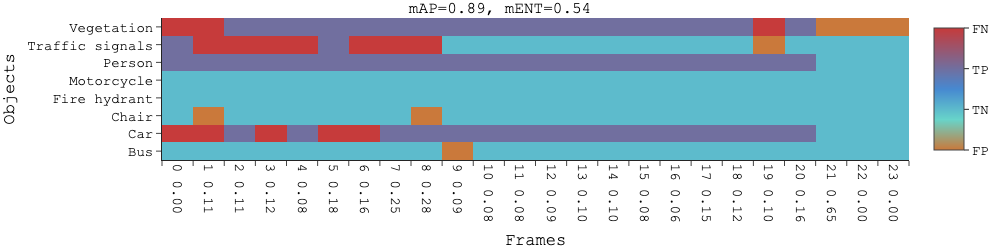 mAP=0.89, mENT=0.54
Objects
Vegetation
Traffic signals
Person
Motorcycle
Fire hydrant
Chair
Car
Bus
0 0.00
1 0.11
2 0.11
3 0.12
4 0.08
5 0.18
6 0.16
7 0.25
8 0.28
9 0.09
10 0.08
11 0.08
12 0.09
13 0.10
14 0.10
15 0.08
16 0.06
17 0.15
18 0.12
19 0.10
20 0.16
21 0.65
22 0.00
23 0.00
Frames
FN
TP
TN
FP